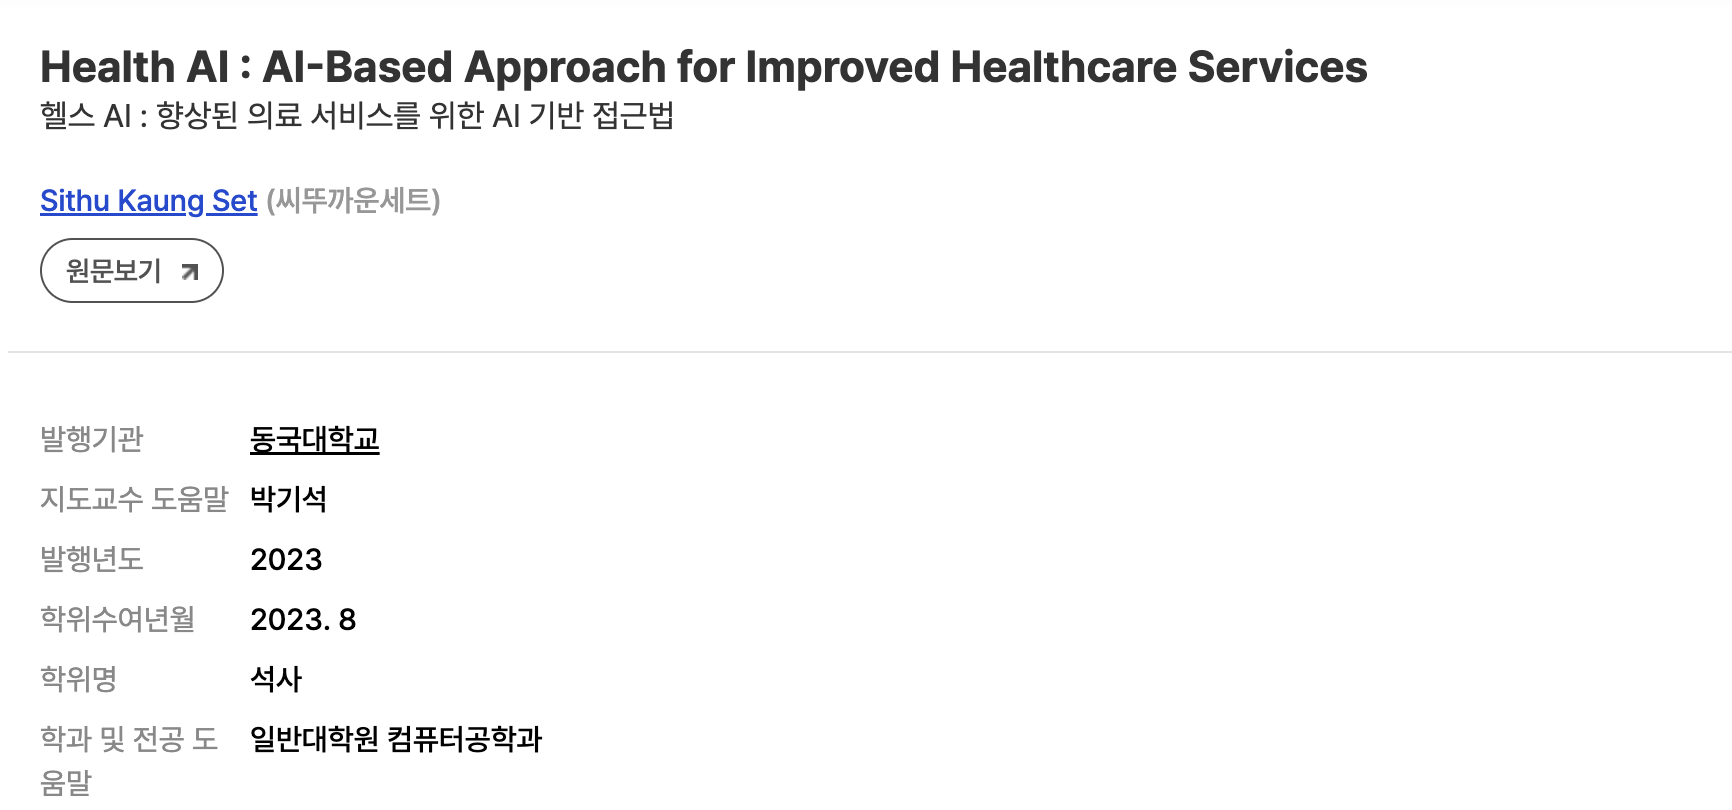 Health AI : AI-Based Approach for Improved Healthcare Services
헬스 AI : 향상된 의료 서비스를 위한 AI 기반 접근법
Sithu Kaung Set (씨뚜까운세트)
원문보기
발행기관 동국대학교
지도교수 도움말 박기석
발행년도 2023
학위수여년월 2023. 8
학위명 석사
학과 및 전공 도 일반대학원 컴퓨터공학과
움말